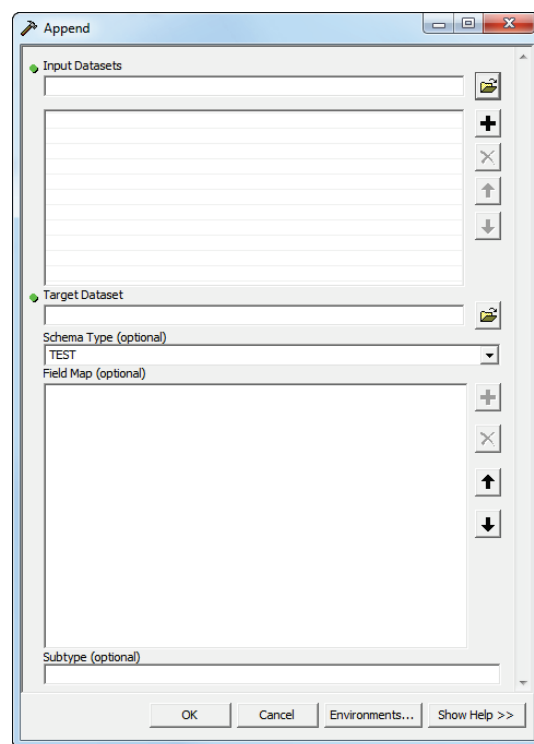 Append
Input Datasets
Target Dataset
Schema Type (optional)
TEST
Field Map (optional)
Subtype (optional)
OK Cancel Environments... Show Help >>